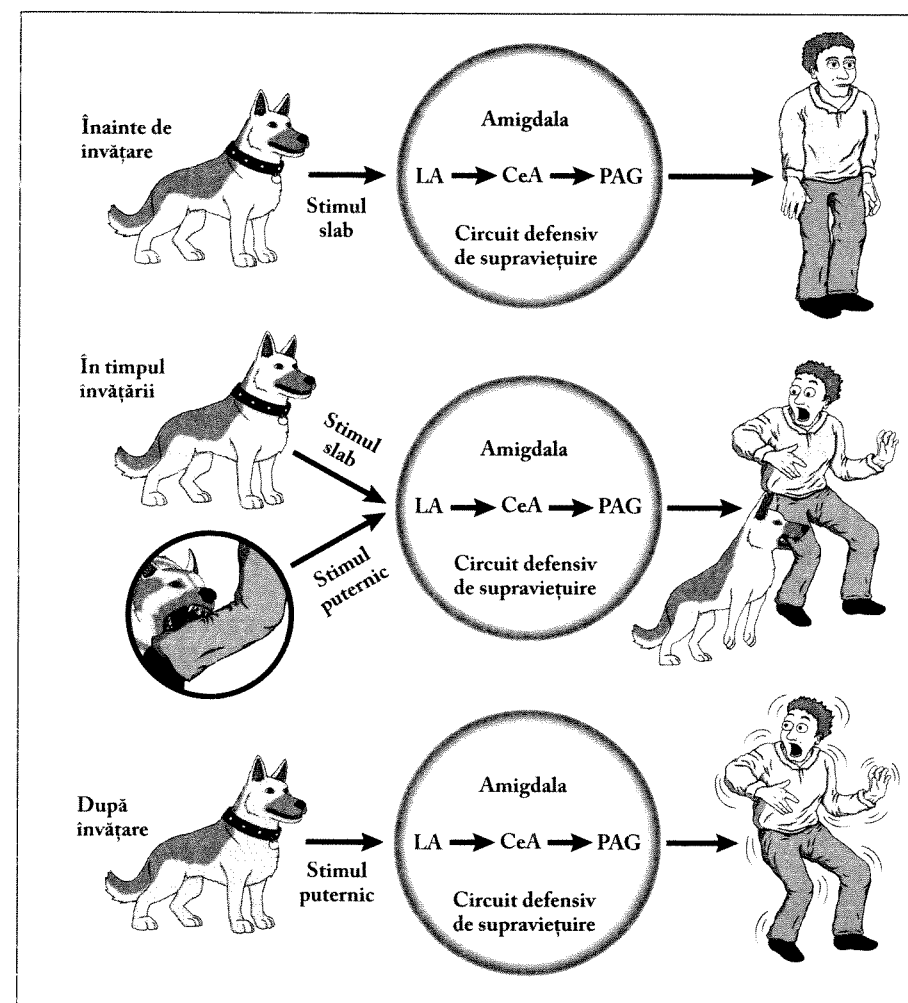 Înainte de
învățare
Stimul
slab
Amigdala
LA CeA PAG
Circuit defensiv
de supraviețuire
În timpul
învățării
Stimul
slab
Stimul
puternic
Amigdala
LA CeA PAG
Circuit defensiv
de supraviețuire
După
învățare
Stimul
puternic
Amigdala
LA CeA PAG
Circuit defensiv
de supraviețuire